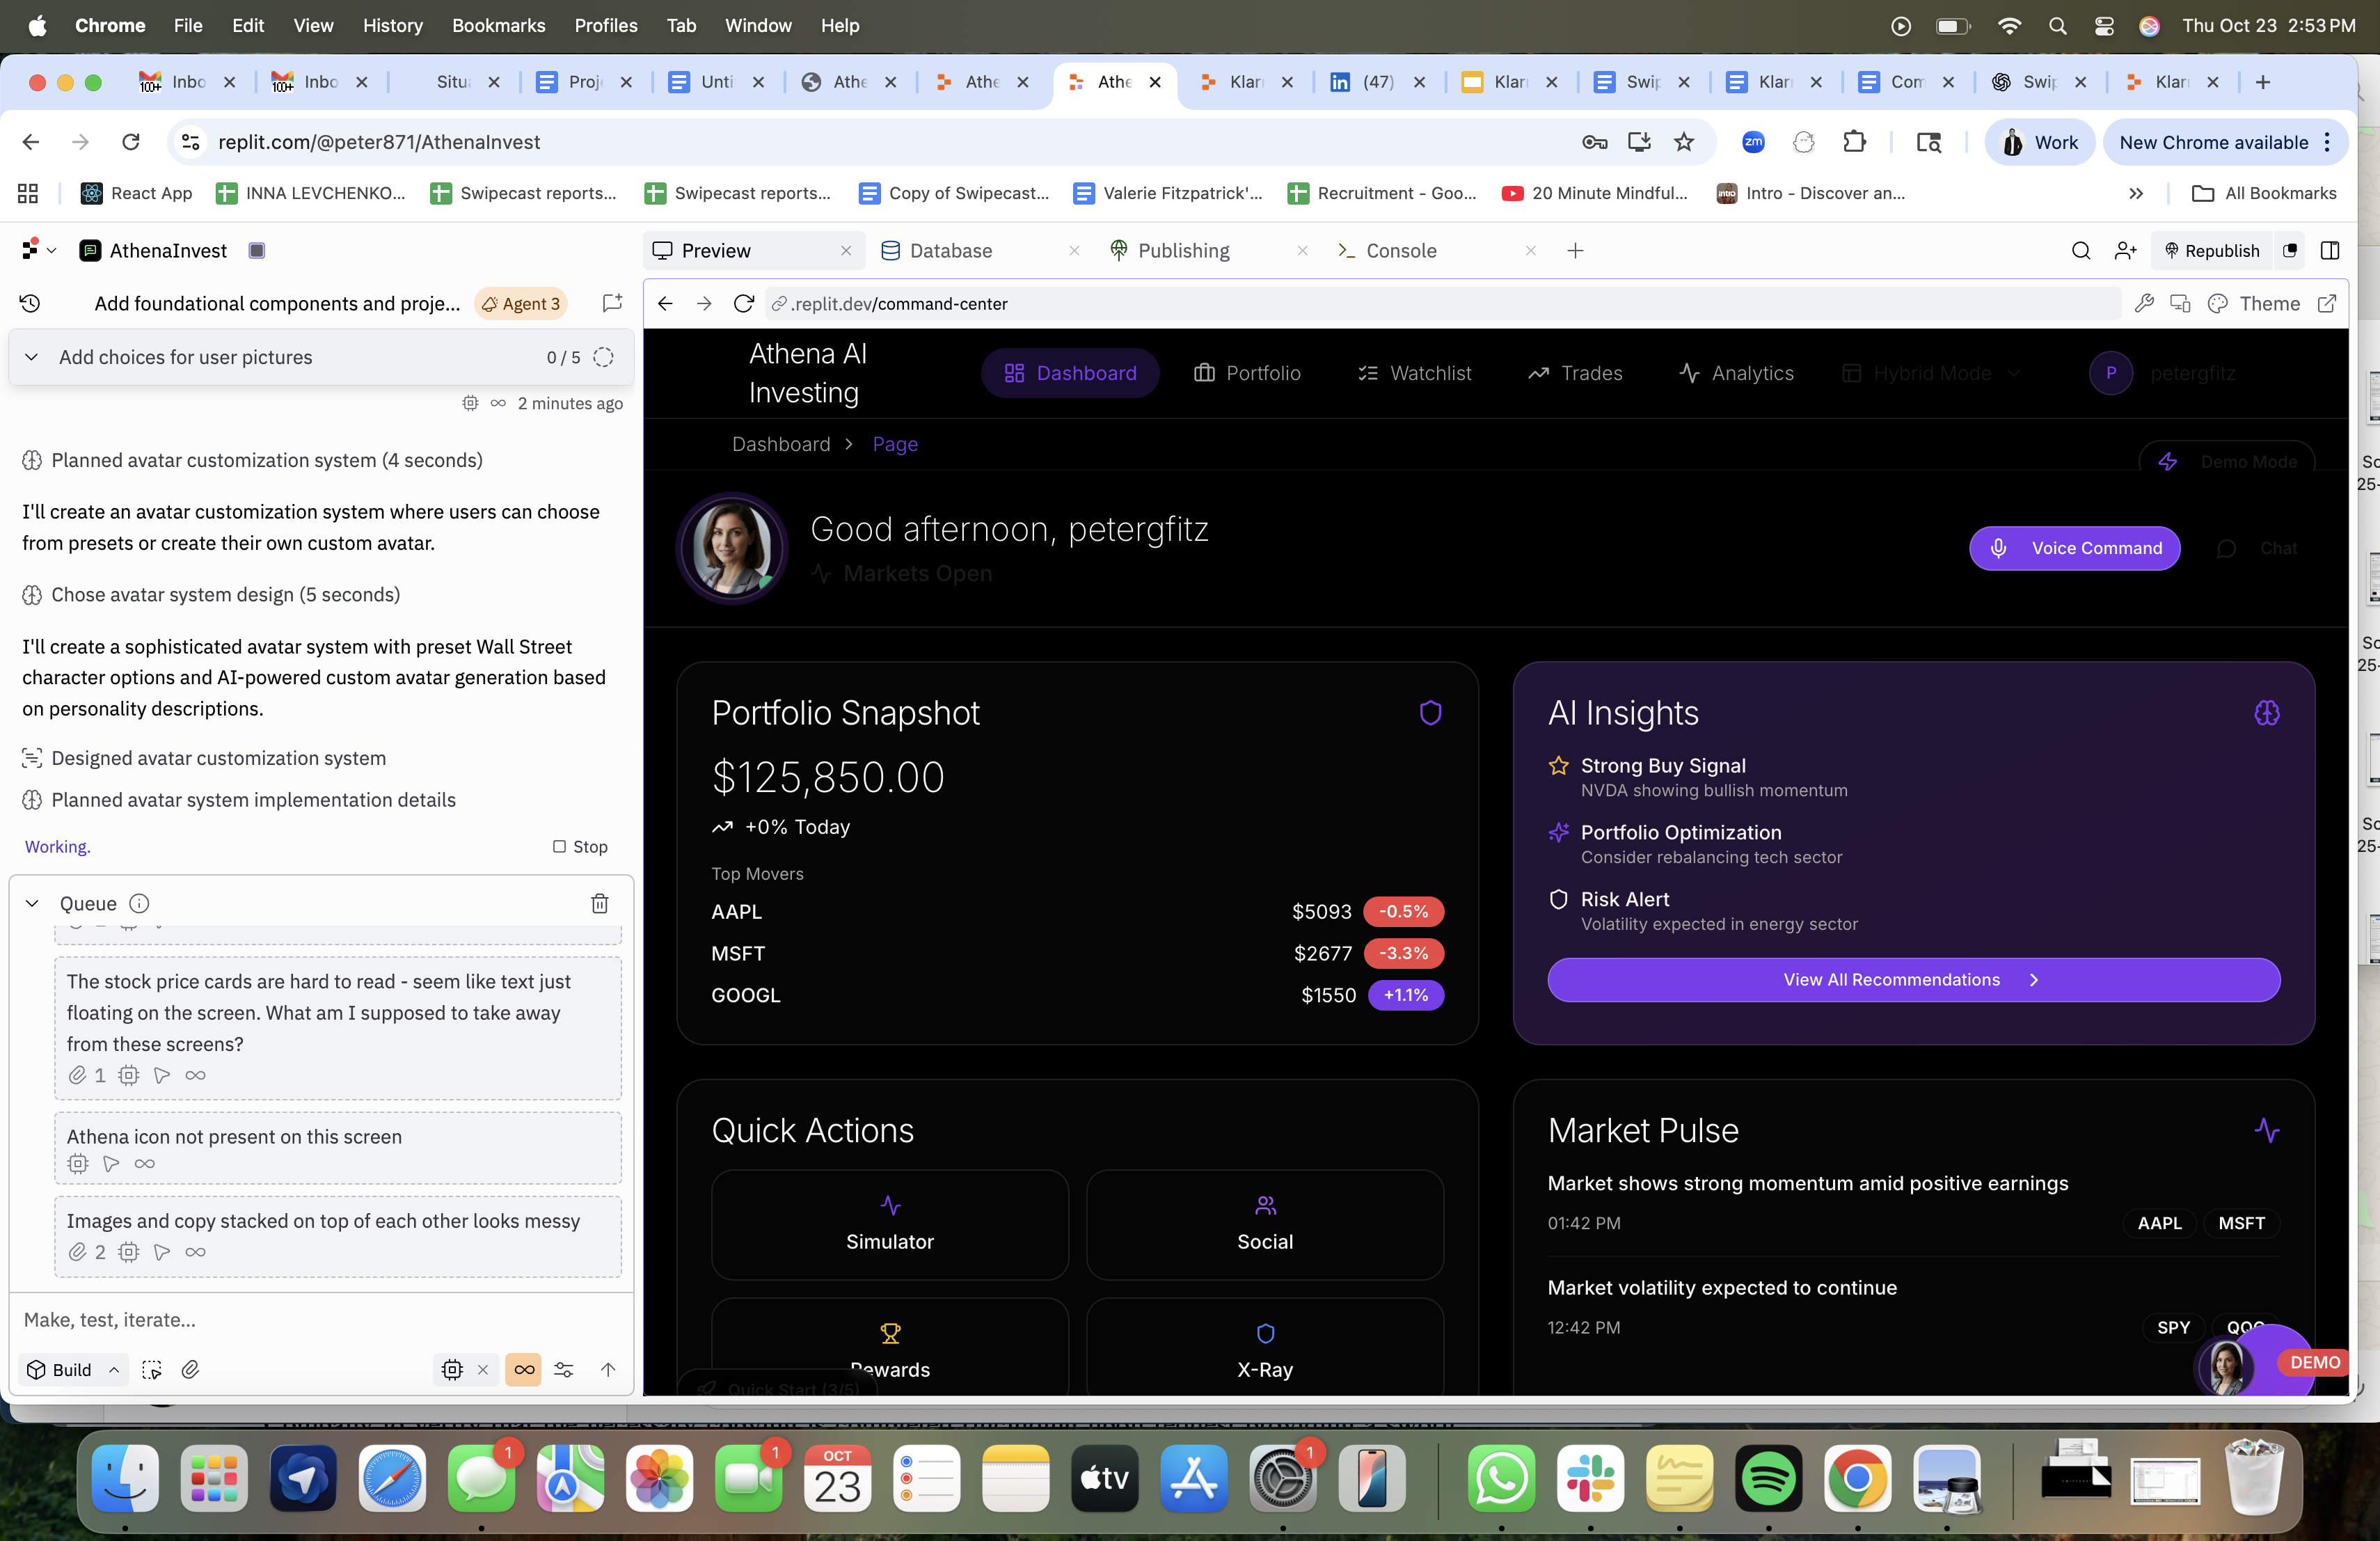 Chrome File Edit View History Bookmarks Profiles Tab Window Help Thu Oct 23 2:53 PM
100+ Inbo 100+ Inbo Situa Proj Unti Athe Athe Athe Klar (47) Klar Swip Klar Com Swip Klar
replit.com/@peter871/AthenaInvest zm Work New Chrome available
React App INNA LEVCHENKO... Swipecast reports... Swipecast reports... Copy of Swipecast... Valerie Fitzpatrick'... Recruitment - Goo... 20 Minute Mindful... intro Intro - Discover an... All Bookmarks
AthenaInvest
Preview Database Publishing Console Republish
Add foundational components and proje... Agent 3
.replit.dev/command-center Theme
Add choices for user pictures 0 / 5
2 minutes ago
Planned avatar customization system (4 seconds)
I'll create an avatar customization system where users can choose
from presets or create their own custom avatar.
Chose avatar system design (5 seconds)
I'll create a sophisticated avatar system with preset Wall Street
character options and AI-powered custom avatar generation based
on personality descriptions.
Designed avatar customization system
Planned avatar system implementation details
Working. Stop
Queue
The stock price cards are hard to read - seem like text just
floating on the screen. What am I supposed to take away
from these screens?
1
Athena icon not present on this screen
Images and copy stacked on top of each other looks messy
2
Make, test, iterate...
Build
Athena AI
Investing
Dashboard Portfolio Watchlist Trades Analytics Hybrid Mode P petergfitz
Dashboard > Page
Demo Mode
Good afternoon, petergfitz
Markets Open
Voice Command Chat
Portfolio Snapshot
$125,850.00
+0% Today
Top Movers
AAPL $5093 -0.5%
MSFT $2677 -3.3%
GOOGL $1550 +1.1%
AI Insights
Strong Buy Signal
NVDA showing bullish momentum
Portfolio Optimization
Consider rebalancing tech sector
Risk Alert
Volatility expected in energy sector
View All Recommendations
Quick Actions
Simulator Social
Rewards X-Ray
Quick Start (3/5)
Market Pulse
Market shows strong momentum amid positive earnings
01:42 PM AAPL MSFT
Market volatility expected to continue
12:42 PM SPY QQQ
DEMO
Sc
25-
Sc
25-
Sc
25-
1 1 OCT 23 tv 1